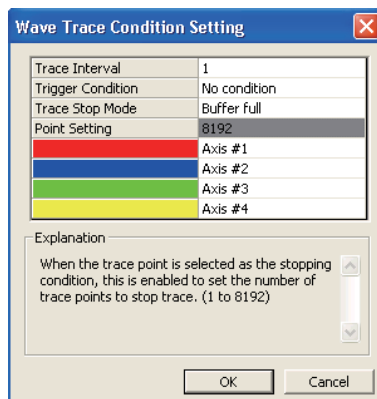 Wave Trace Condition Setting
Trace Interval 1
Trigger Condition No condition
Trace Stop Mode Buffer full
Point Setting 8192
Axis #1
Axis #2
Axis #3
Axis #4
Explanation
When the trace point is selected as the stopping
condition, this is enabled to set the number of
trace points to stop trace. (1 to 8192)
OK Cancel